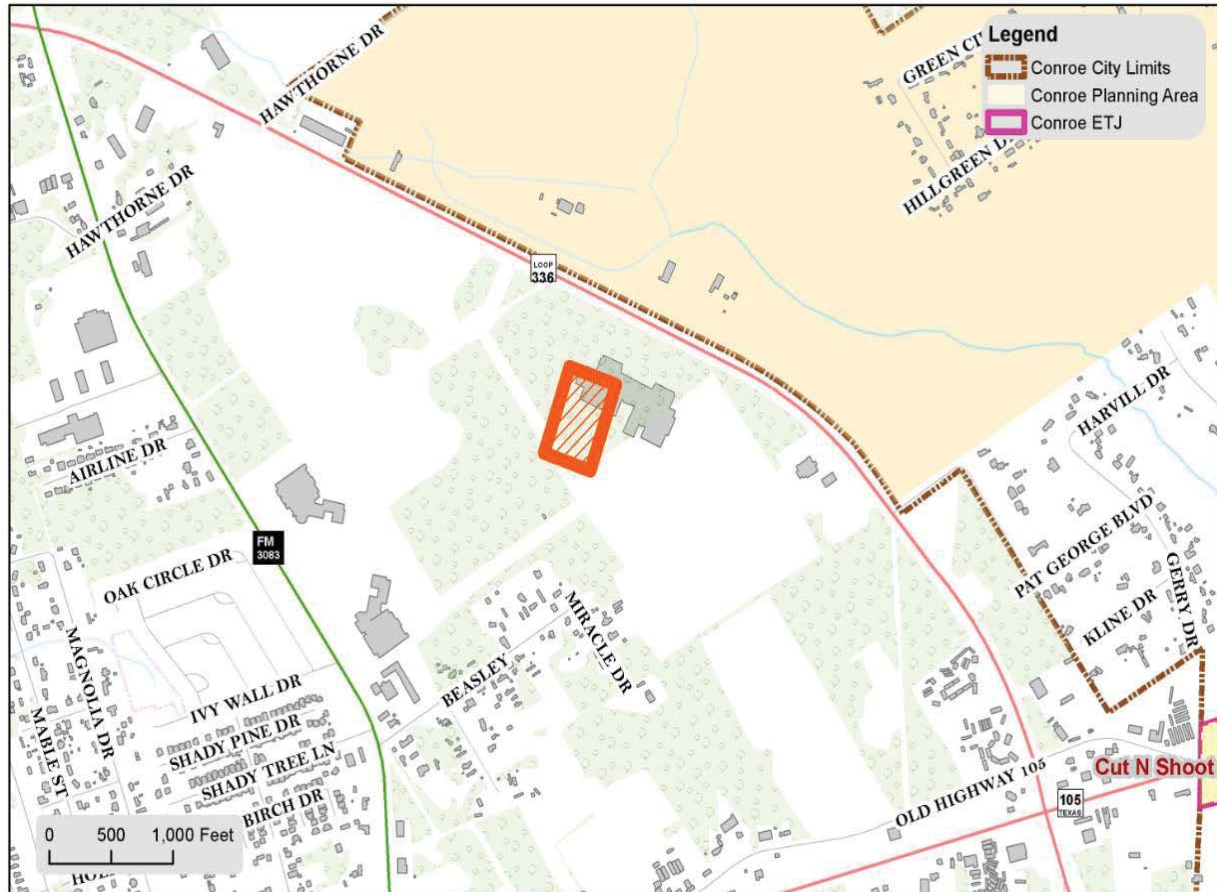 Legend
Conroe City Limits
Conroe Planning Area
Conroe ETJ
GREEN
HILLGREEN
HAWTHORNE DR
HAWTHORNE DR
LOOP
336
HARVILL DR
AIRLINE DR
FM
3083
OAK CIRCLE DR
PAT GEORGE BLVD
GERRY DR
KLINE DR
MIRACLE DR
BEASLEY
MAGNOLIA DR
MABLE ST
IVY WALL DR
SHADY PINE DR
SHADY TREE LN
BIRCH DR
Cut N Shoot
OLD HIGHWAY 105
105
TEXAS
0 500 1,000 Feet